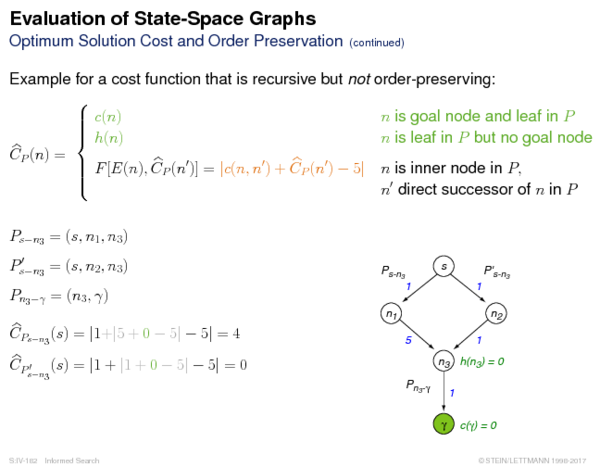 Evaluation of State-Space Graphs
Optimum Solution Cost and Order Preservation (continued)
Example for a cost function that is recursive but not order-preserving:
c(n) n is goal node and leaf in P
h(n) n is leaf in P but no goal node
Ĉ_P(n) = { F[E(n), Ĉ_P(n′)] = |c(n, n′) + Ĉ_P(n′) − 5| n is inner node in P,
n′ direct successor of n in P
P_{s−n₃} = (s, n₁, n₃)
P′_{s−n₃} = (s, n₂, n₃)
P_{n₃−γ} = (n₃, γ)
Ĉ_{P_{s−n₃}}(s) = |1+|5 + 0 − 5| − 5| = 4
Ĉ_{P′_{s−n₃}}(s) = |1 + |1 + 0 − 5| − 5| = 0
s
P_{s-n₃} P′_{s-n₃}
1 1
n₁ n₂
5 1
n₃ h(n₃) = 0
P_{n₃-γ} 1
γ c(γ) = 0
S:IV-182 Informed Search © STEIN/LETTMANN 1998-2017